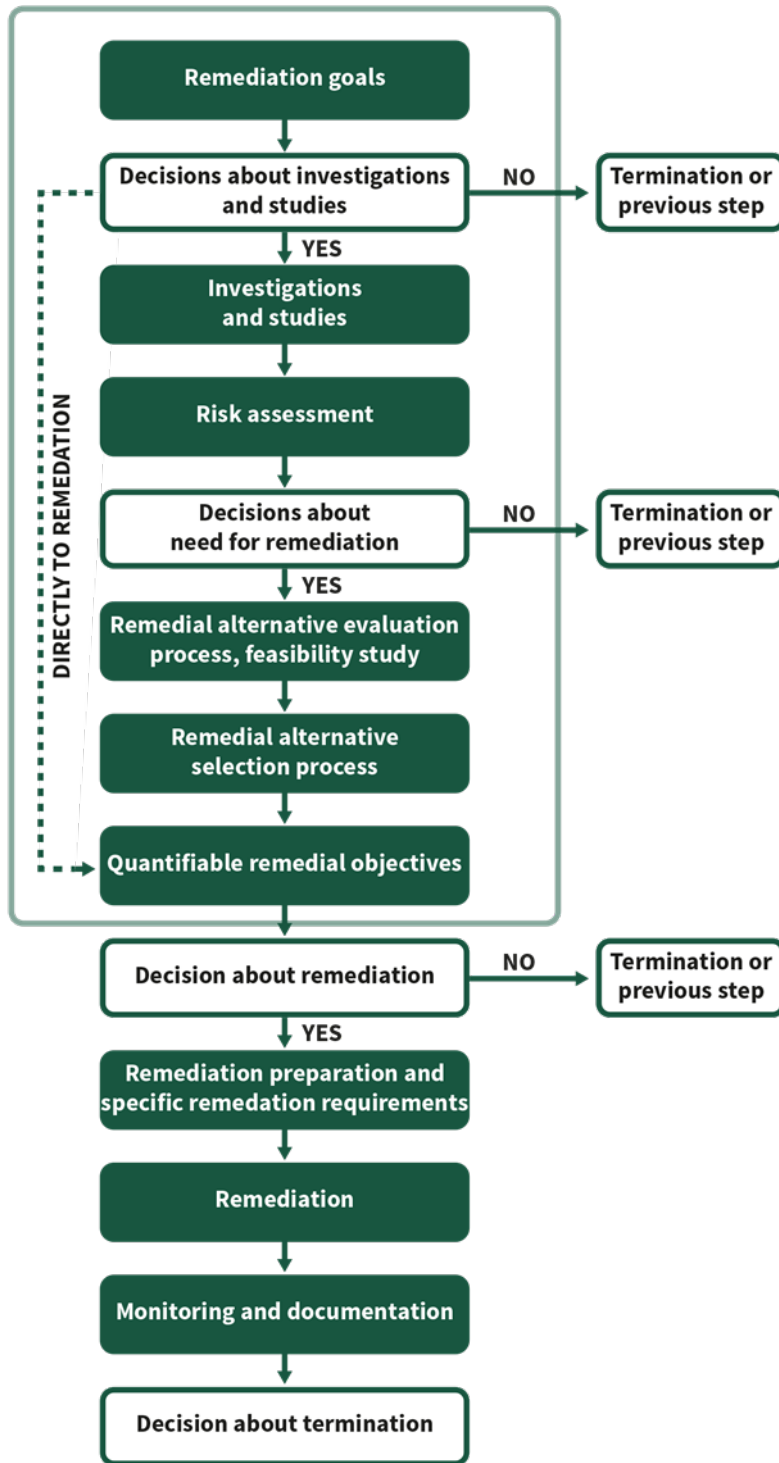 Remediation goals
Decisions about investigations
and studies
NO
Termination or
previous step
YES
Investigations
and studies
Risk assessment
DIRECTLY TO REMEDATION
Decisions about
need for remediation
NO
Termination or
previous step
YES
Remedial alternative evaluation
process, feasibility study
Remedial alternative
selection process
Quantifiable remedial objectives
Decision about remediation
NO
Termination or
previous step
YES
Remediation preparation and
specific remedation requirements
Remediation
Monitoring and documentation
Decision about termination